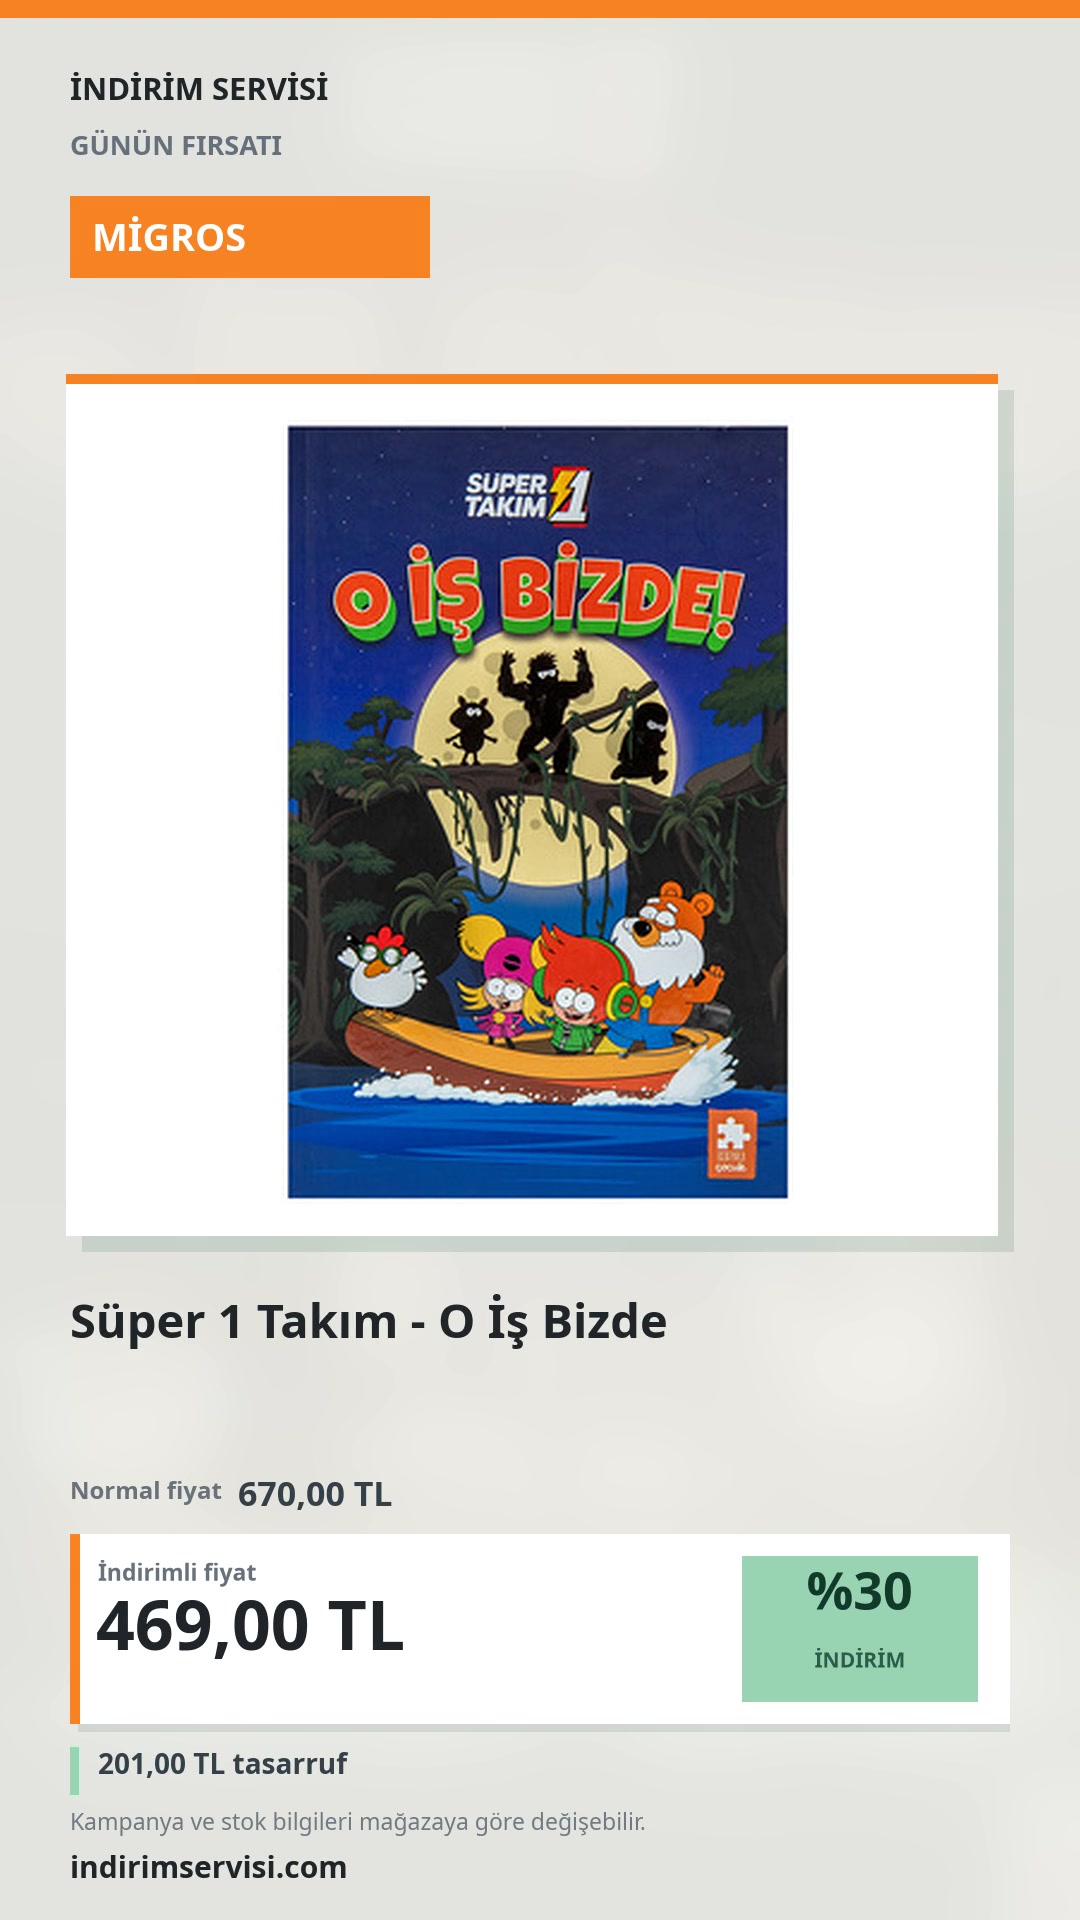 İNDİRİM SERVİSİ
GÜNÜN FIRSATI
MİGROS
SÜPER 1
TAKIM
O İŞ BİZDE!
Süper 1 Takım - O İş Bizde
Normal fiyat 670,00 TL
İndirimli fiyat
469,00 TL
%30
İNDİRİM
201,00 TL tasarruf
Kampanya ve stok bilgileri mağazaya göre değişebilir.
indirimservisi.com